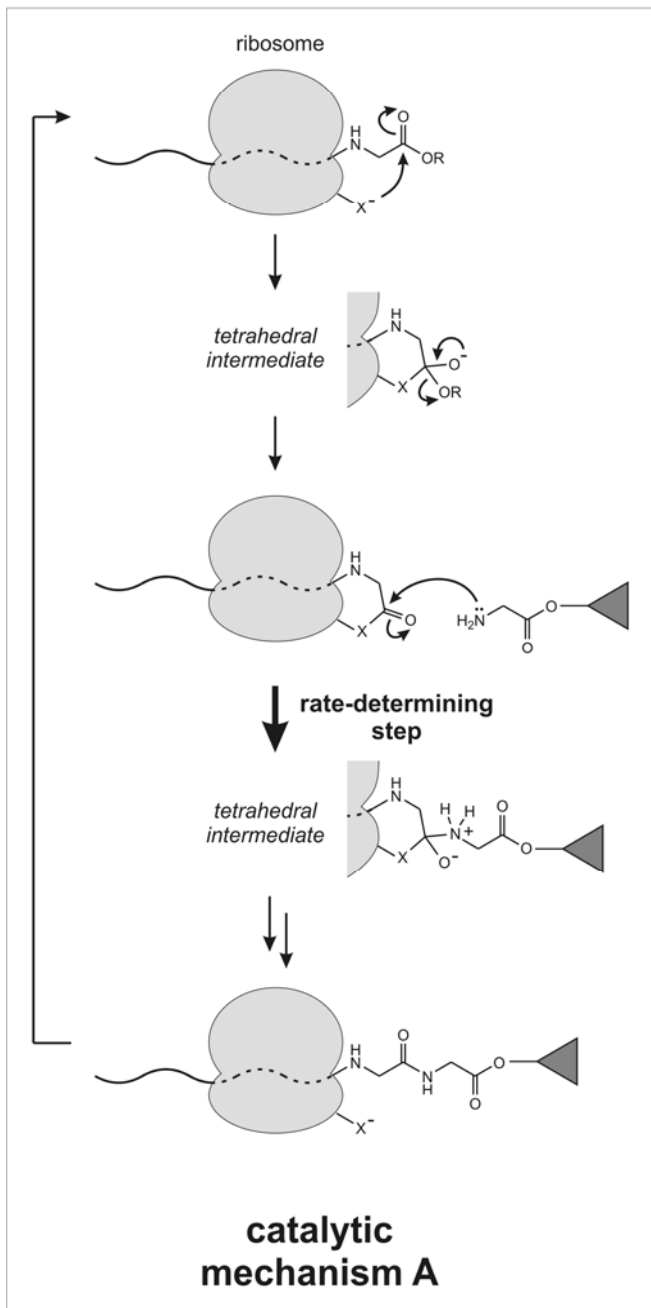 ribosome
H
N
O
OR
X-
tetrahedral
intermediate
H
N
O-
X
OR
H
N
X
O
H2N
O
O
rate-determining
step
tetrahedral
intermediate
H
N
H
H
N+
O
O
X
O-
H
N
O
N
H
O
O
X-
catalytic
mechanism A